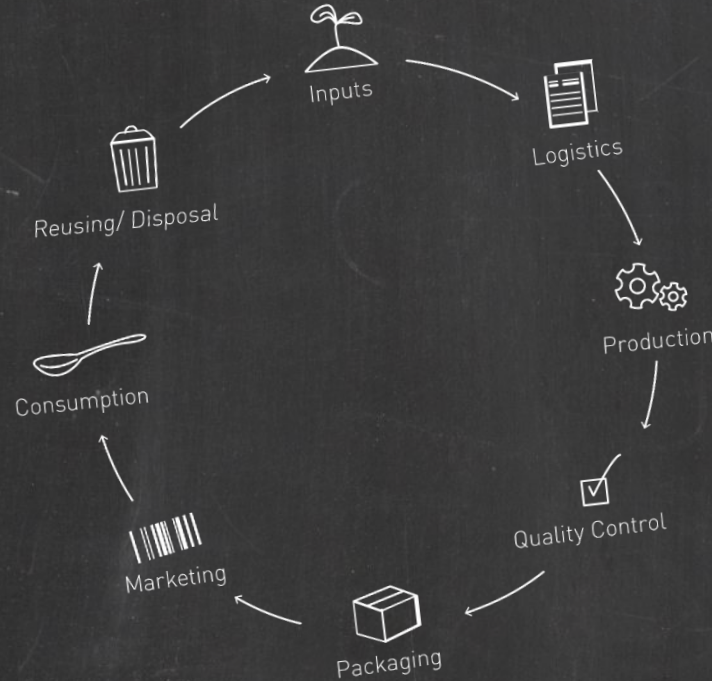 Inputs
Logistics
Production
Quality Control
Packaging
Marketing
Consumption
Reusing/ Disposal